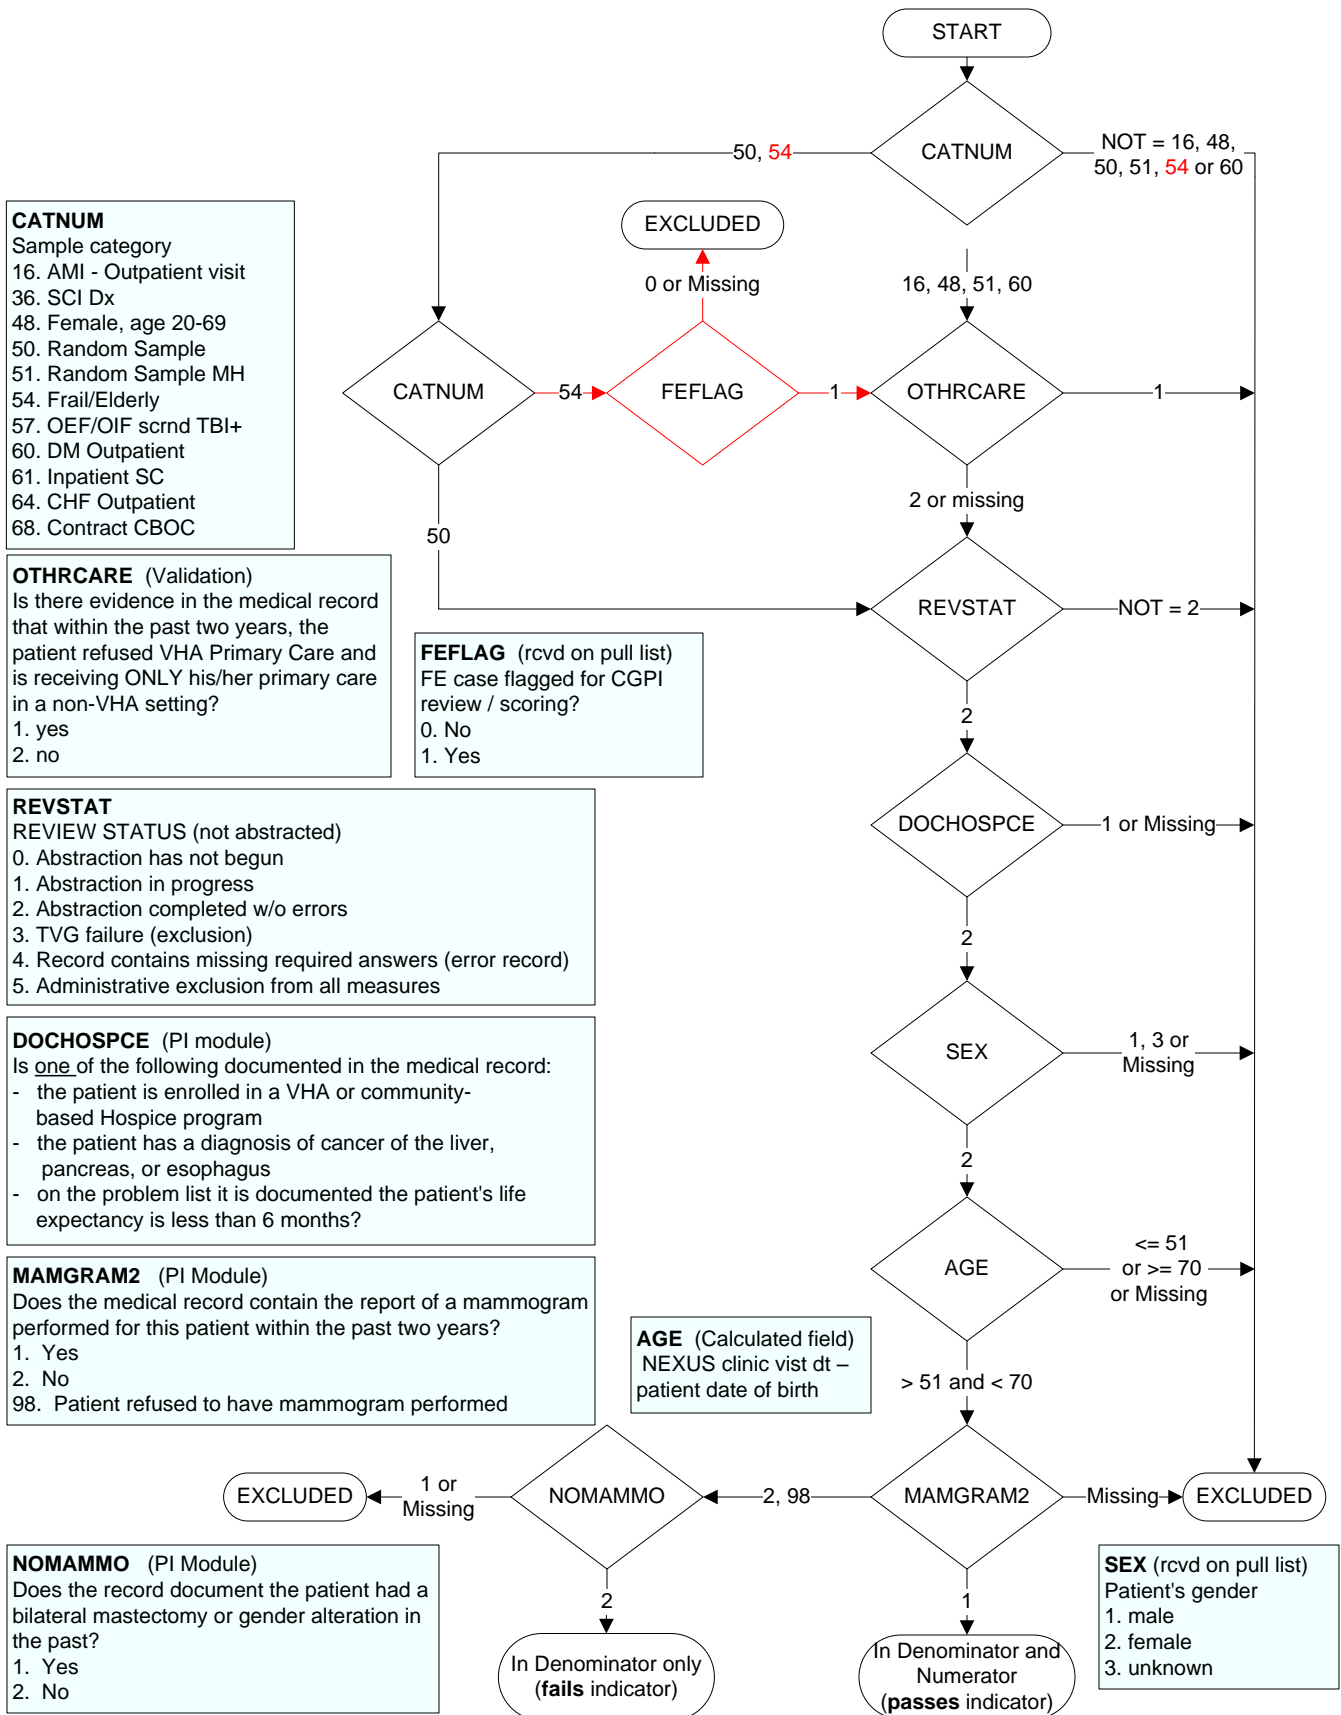 START
CATNUM
50, 54
NOT = 16, 48,
50, 51, 54 or 60
EXCLUDED
0 or Missing
16, 48, 51, 60
CATNUM
54
FEFLAG
1
OTHRCARE
1
2 or missing
50
REVSTAT
NOT = 2
2
DOCHOSPCE
1 or Missing
2
SEX
1, 3 or
Missing
2
AGE
<= 51
or >= 70
or Missing
> 51 and < 70
MAMGRAM2
Missing
EXCLUDED
2, 98
NOMAMMO
1 or
Missing
EXCLUDED
2
1
In Denominator only
(fails indicator)
In Denominator and
Numerator
(passes indicator)
CATNUM
Sample category
16. AMI - Outpatient visit
36. SCI Dx
48. Female, age 20-69
50. Random Sample
51. Random Sample MH
54. Frail/Elderly
57. OEF/OIF scrnd TBI+
60. DM Outpatient
61. Inpatient SC
64. CHF Outpatient
68. Contract CBOC
OTHRCARE (Validation)
Is there evidence in the medical record
that within the past two years, the
patient refused VHA Primary Care and
is receiving ONLY his/her primary care
in a non-VHA setting?
1. yes
2. no
FEFLAG (rcvd on pull list)
FE case flagged for CGPI
review / scoring?
0. No
1. Yes
REVSTAT
REVIEW STATUS (not abstracted)
0. Abstraction has not begun
1. Abstraction in progress
2. Abstraction completed w/o errors
3. TVG failure (exclusion)
4. Record contains missing required answers (error record)
5. Administrative exclusion from all measures
DOCHOSPCE (PI module)
Is one of the following documented in the medical record:
- the patient is enrolled in a VHA or community-
based Hospice program
- the patient has a diagnosis of cancer of the liver,
pancreas, or esophagus
- on the problem list it is documented the patient's life
expectancy is less than 6 months?
MAMGRAM2 (PI Module)
Does the medical record contain the report of a mammogram
performed for this patient within the past two years?
1. Yes
2. No
98. Patient refused to have mammogram performed
AGE (Calculated field)
NEXUS clinic vist dt –
patient date of birth
NOMAMMO (PI Module)
Does the record document the patient had a
bilateral mastectomy or gender alteration in
the past?
1. Yes
2. No
SEX (rcvd on pull list)
Patient's gender
1. male
2. female
3. unknown